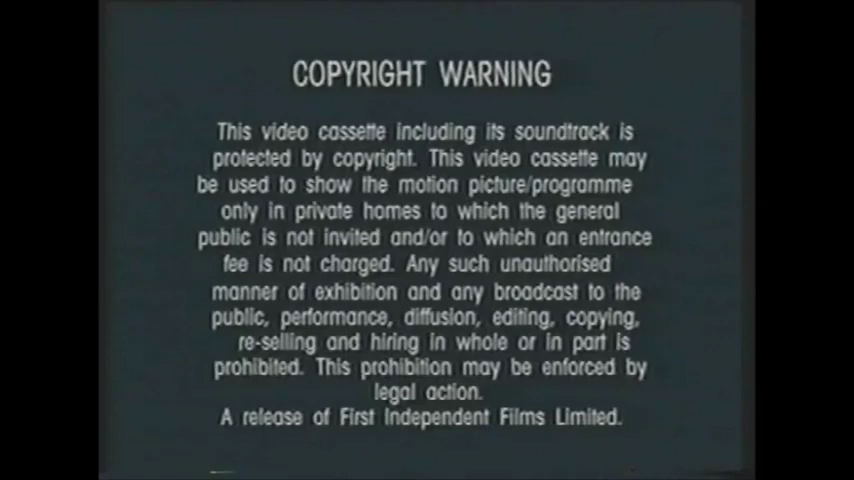 COPYRIGHT WARNING
This video cassette including its soundtrack is
protected by copyright. This video cassette may
be used to show the motion picture/programme
only in private homes to which the general
public is not invited and/or to which an entrance
fee is not charged. Any such unauthorised
manner of exhibition and any broadcast to the
public, performance, diffusion, editing, copying,
re-selling and hiring in whole or in part is
prohibited. This prohibition may be enforced by
legal action.
A release of First Independent Films Limited.